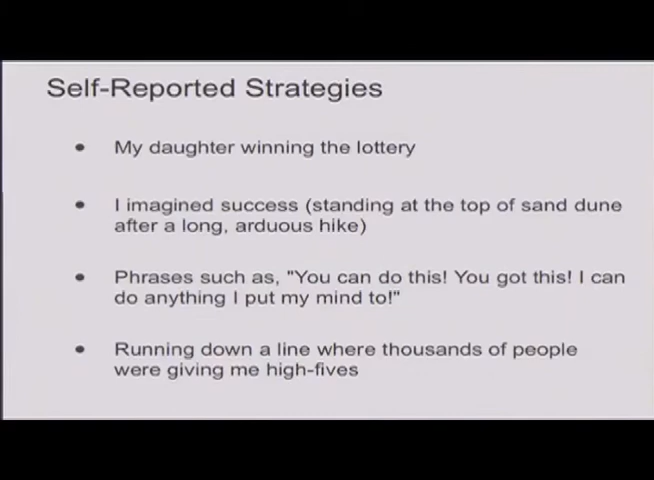 Self-Reported Strategies
● My daughter winning the lottery
● I imagined success (standing at the top of sand dune
after a long, arduous hike)
● Phrases such as, "You can do this! You got this! I can
do anything I put my mind to!"
● Running down a line where thousands of people
were giving me high-fives